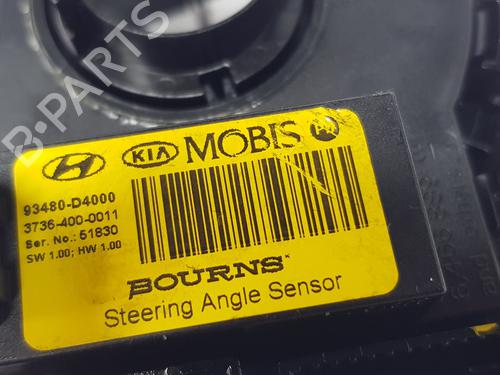 B-PARTS
KIA MOBIS
93480-D4000
3736-400-0011
Ser. No.: 51830
SW 1.00; HW 1.00
BOURNS
Steering Angle Sensor